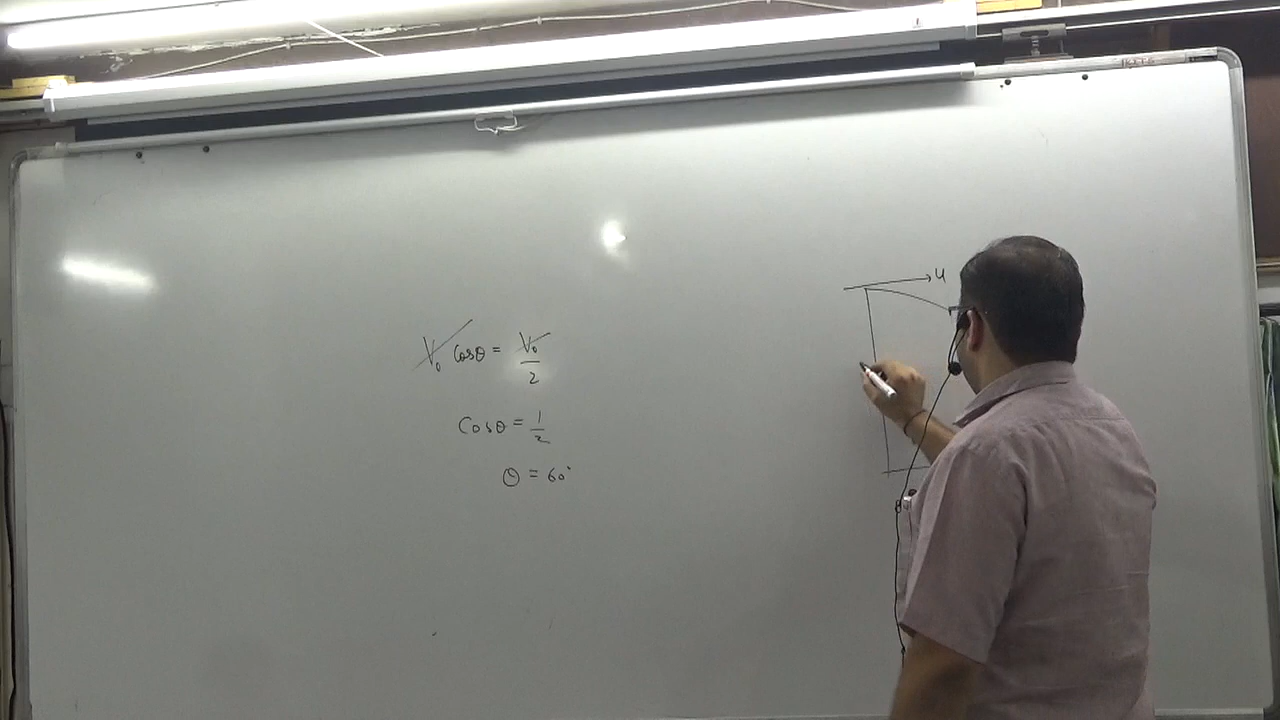 V₀ Cosθ = V₀/2
Cosθ = 1/2
θ = 60°
u